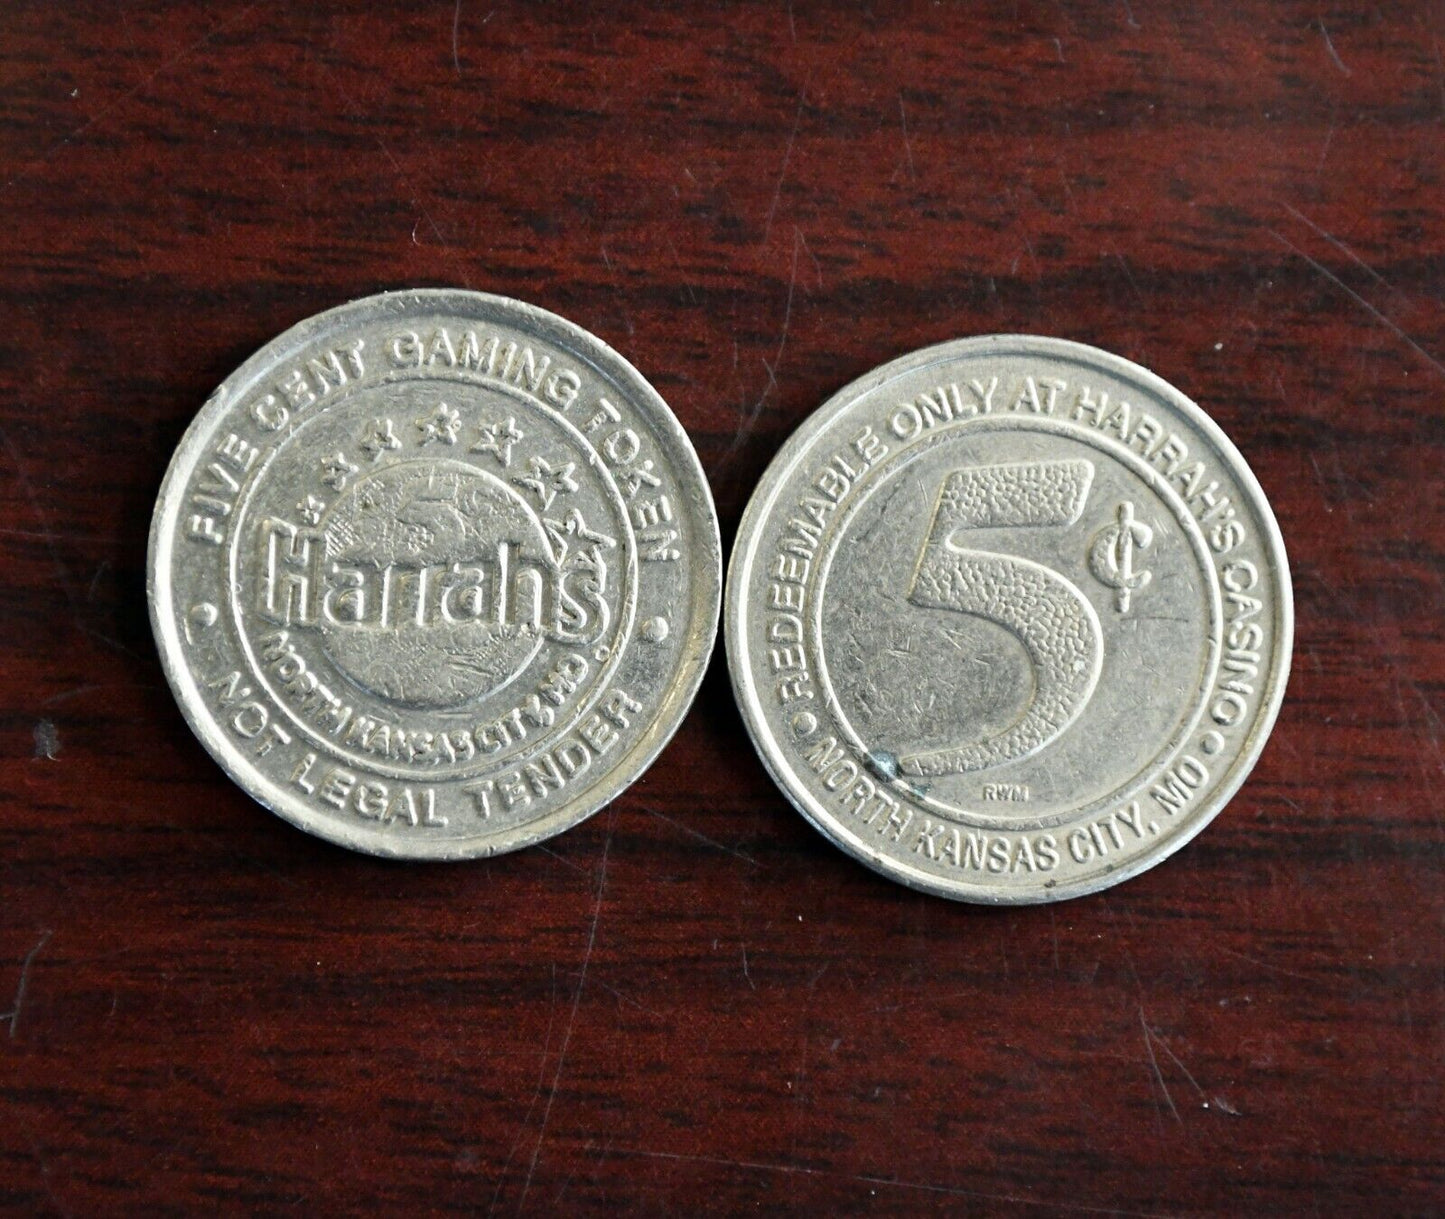 FIVE CENT GAMING TOKEN
Harrah's
NORTH KANSAS CITY, MO.
• NOT LEGAL TENDER •
REDEEMABLE ONLY AT HARRAH'S CASINO
5¢
RWM
• NORTH KANSAS CITY, MO •